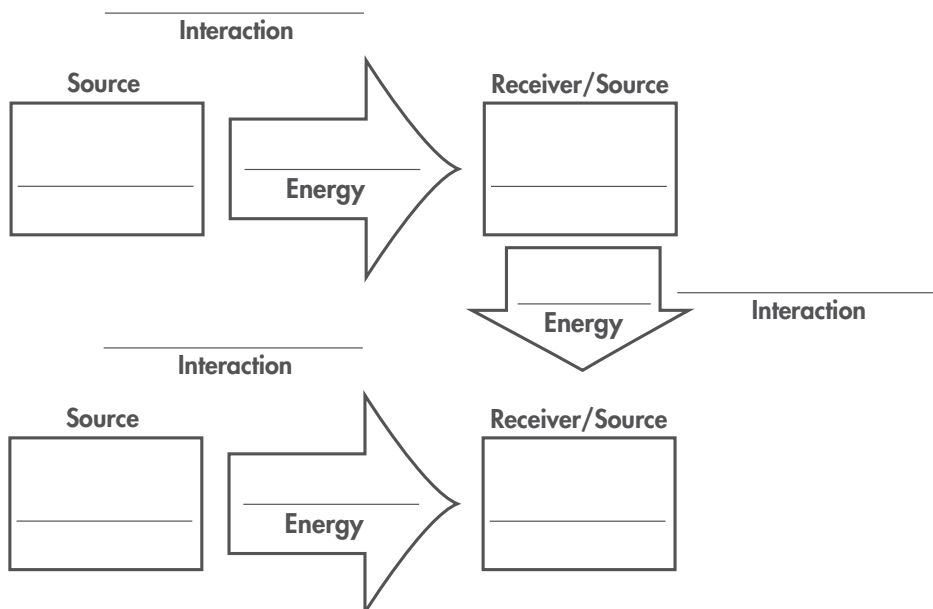 Interaction
Source
Receiver/Source
Energy
Energy
Interaction
Interaction
Source
Receiver/Source
Energy